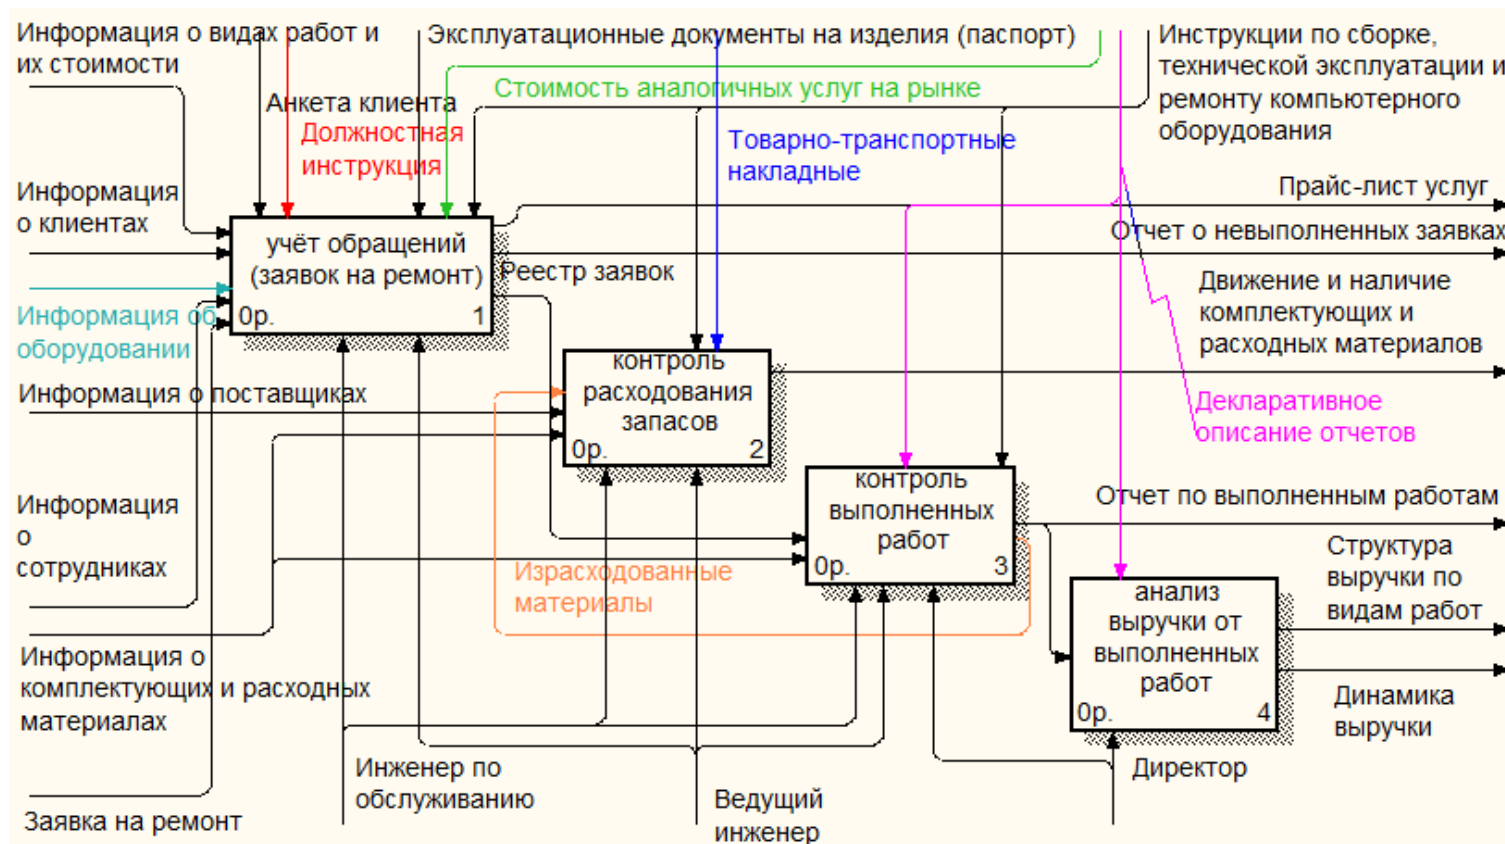 Информация о видах работ и
их стоимости
Эксплуатационные документы на изделия (паспорт)
Инструкции по сборке,
технической эксплуатации и
ремонту компьютерного
оборудования
Анкета клиента
Стоимость аналогичных услуг на рынке
Должностная
инструкция
Товарно-транспортные
накладные
Информация
о клиентах
Прайс-лист услуг
Отчет о невыполненных заявках
учёт обращений
(заявок на ремонт)
0р. 1
Реестр заявок
Движение и наличие
комплектующих и
расходных материалов
Информация об
оборудовании
контроль
расходования
запасов
0р. 2
Информация о поставщиках
Декларативное
описание отчетов
контроль
выполненных
работ
0р. 3
Отчет по выполненным работам
Информация
о
сотрудниках
Структура
выручки по
видам работ
Израсходованные
материалы
анализ
выручки от
выполненных
работ
0р. 4
Информация о
комплектующих и расходных
материалах
Динамика
выручки
Инженер по
обслуживанию
Директор
Ведущий
инженер
Заявка на ремонт